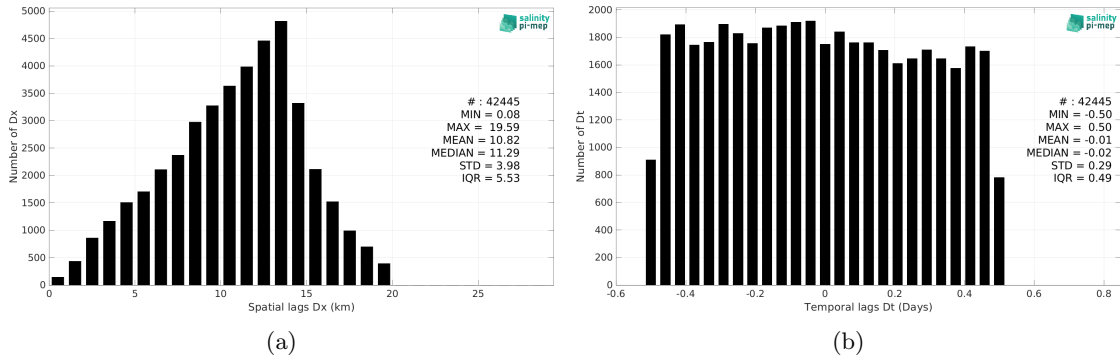 5000
4500
4000
3500
3000
2500
2000
1500
1000
500
0
Number of Dx
0
5
10
15
20
25
Spatial lags Dx (km)
salinity
pi-mep
# : 42445
MIN = 0.08
MAX = 19.59
MEAN = 10.82
MEDIAN = 11.29
STD = 3.98
IQR = 5.53
(a)
2000
1800
1600
1400
1200
1000
800
600
400
200
0
Number of Dt
-0.6
-0.4
-0.2
0
0.2
0.4
0.6
0.8
Temporal lags Dt (Days)
salinity
pi-mep
# : 42445
MIN = -0.50
MAX = 0.50
MEAN = -0.01
MEDIAN = -0.02
STD = 0.29
IQR = 0.49
(b)